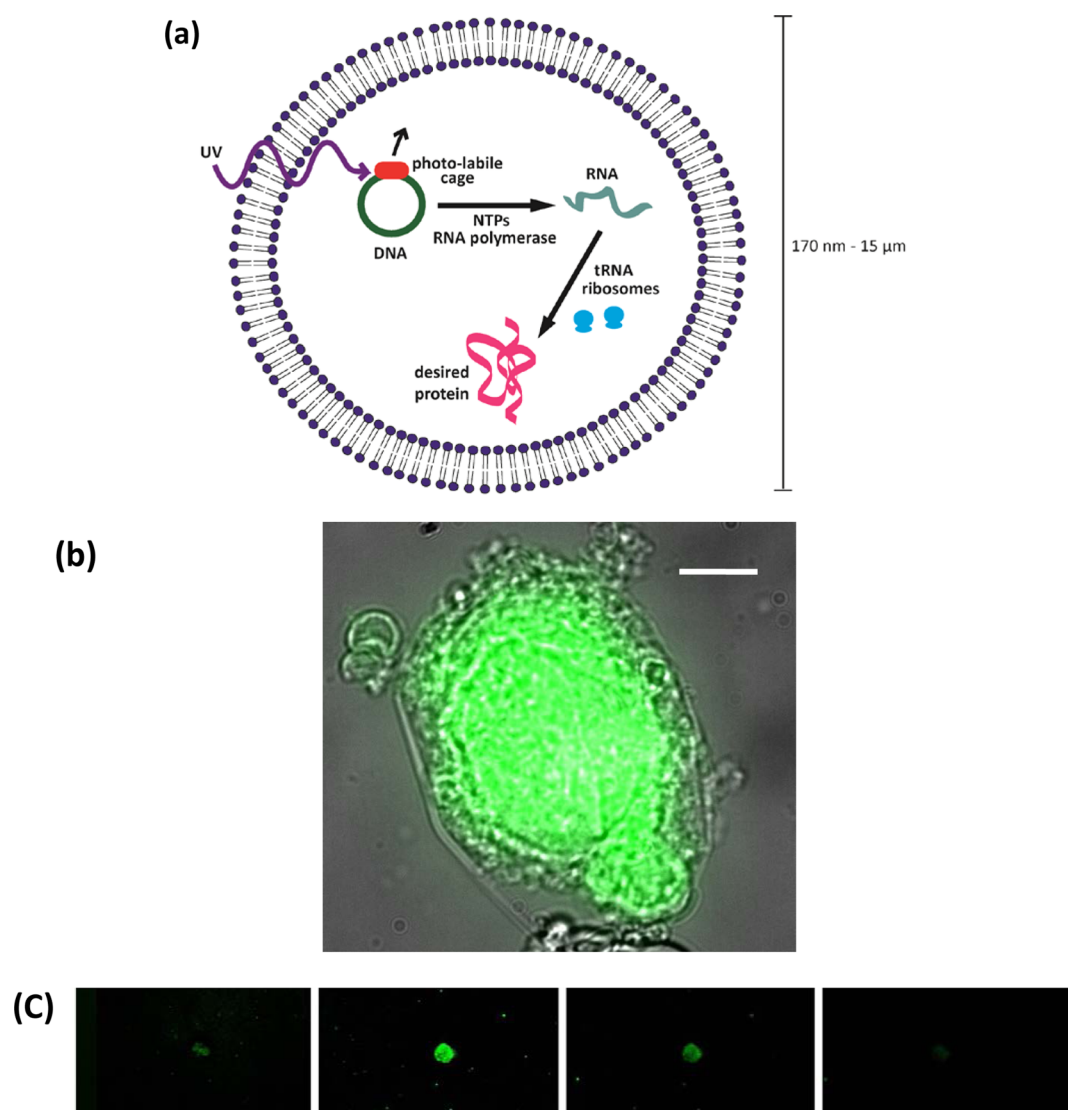 (a)
UV
photo-labile
cage
DNA
NTPs
RNA polymerase
RNA
tRNA
ribosomes
desired
protein
170 nm - 15 µm
(b)
(C)